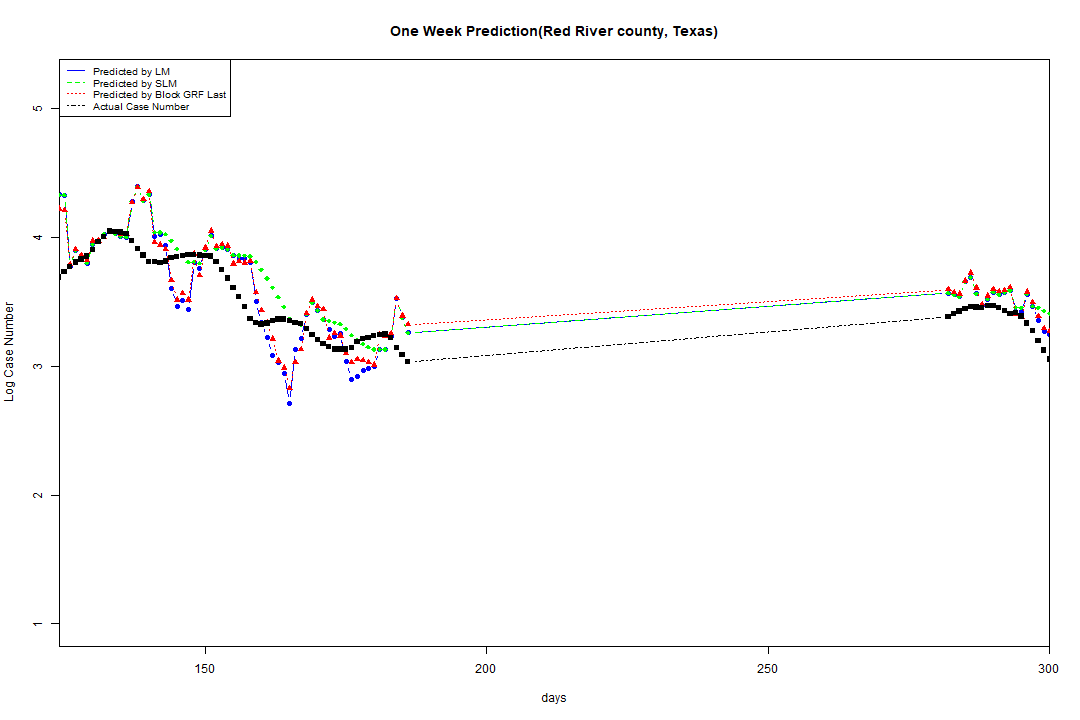 One Week Prediction(Red River county, Texas)
Predicted by LM
Predicted by SLM
Predicted by Block GRF Last
Actual Case Number
5
4
3
2
1
Log Case Number
150
200
250
300
days